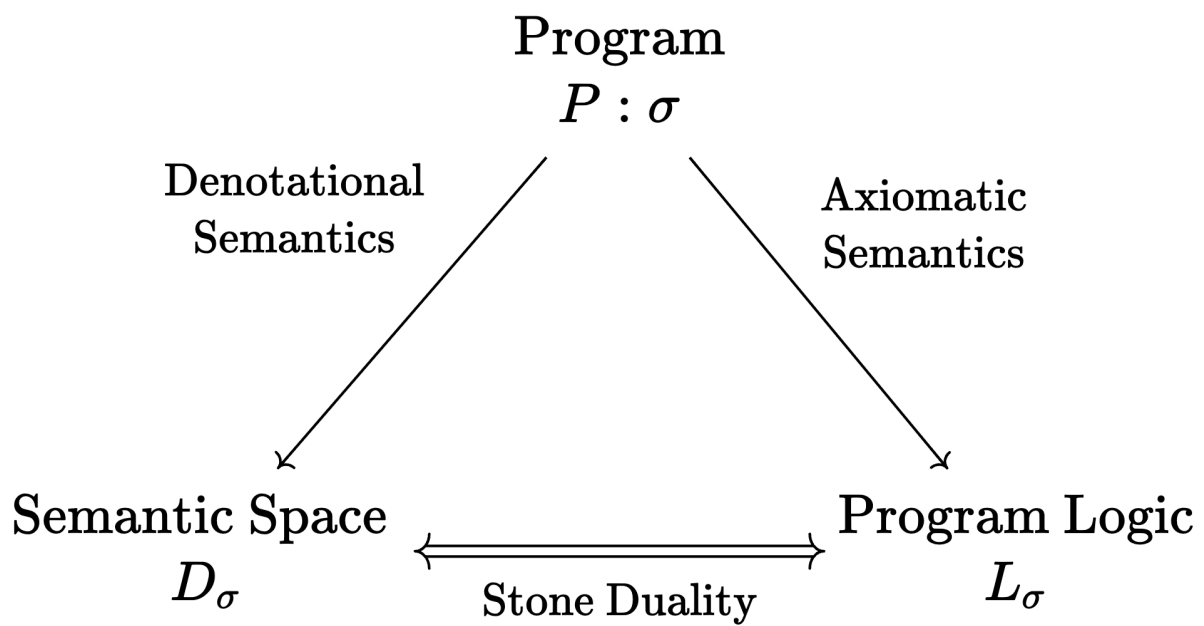 Program
P : σ
Denotational
Semantics
Axiomatic
Semantics
Semantic Space
D_σ
Program Logic
L_σ
Stone Duality